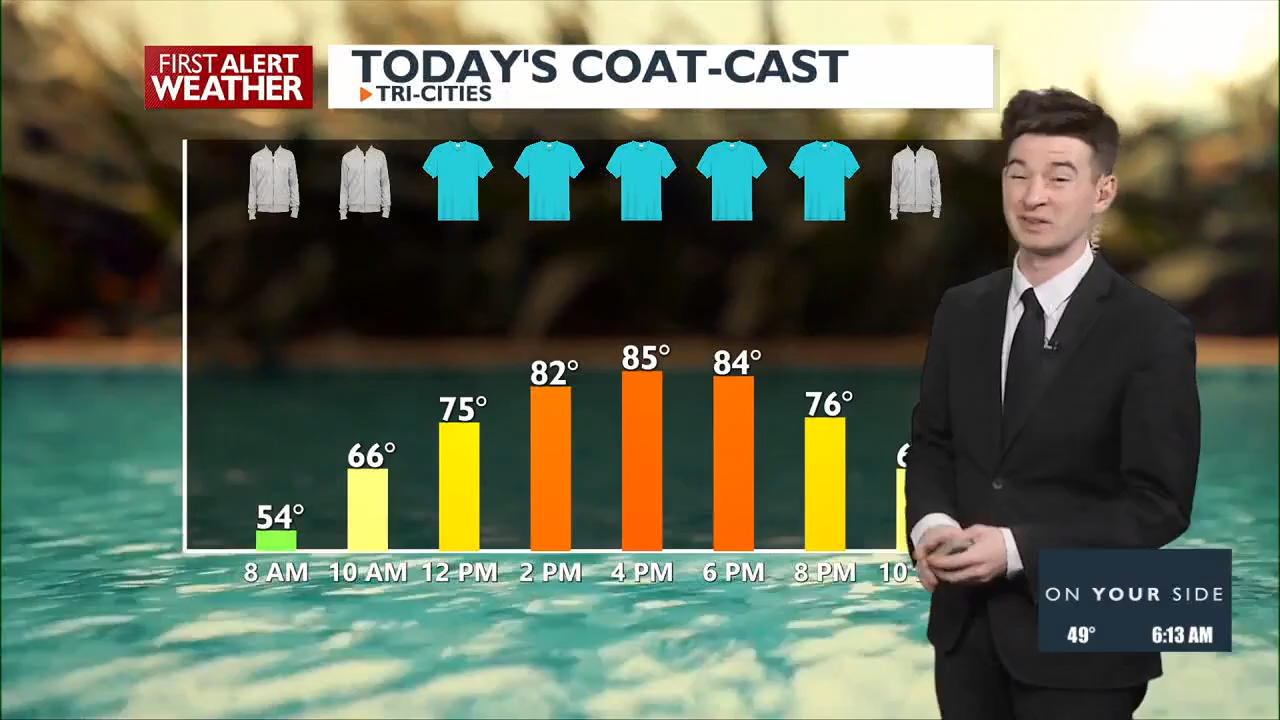 FIRST ALERT
WEATHER
TODAY'S COAT-CAST
TRI-CITIES
54°
66°
75°
82°
85°
84°
76°
8 AM
10 AM
12 PM
2 PM
4 PM
6 PM
8 PM
10
ON YOUR SIDE
49°
6:13 AM